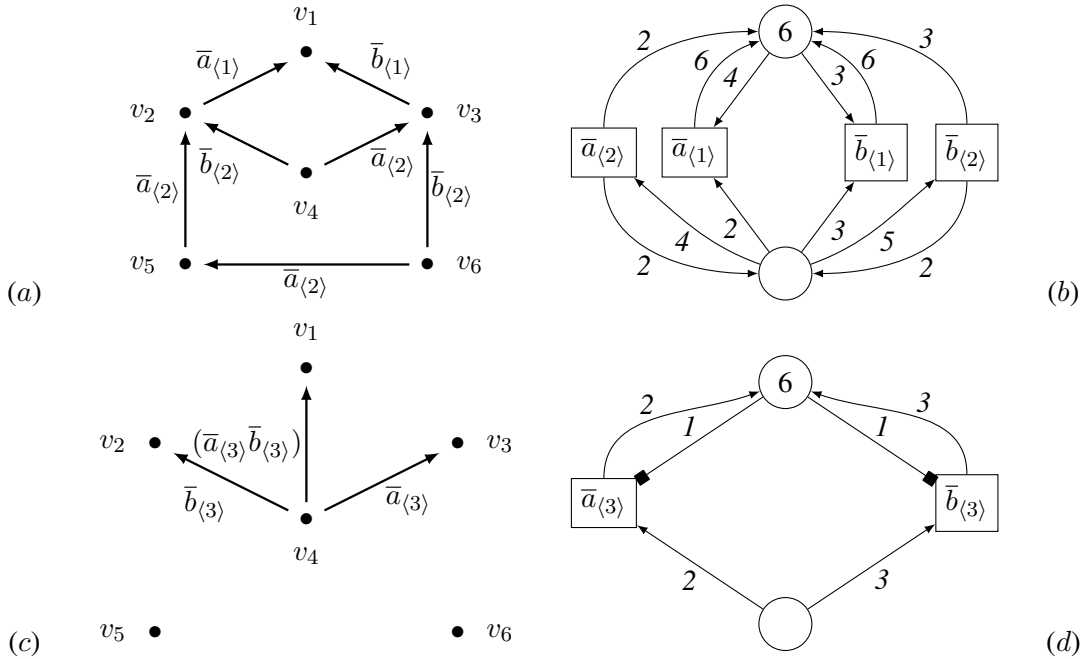 v₁
a̅⟨1⟩ b̅⟨1⟩
v₂ v₃
a̅⟨2⟩ b̅⟨2⟩ a̅⟨2⟩ b̅⟨2⟩
v₄
v₅ v₆
a̅⟨2⟩
(a)
6
2 6 4 3 6 3
a̅⟨2⟩ a̅⟨1⟩ b̅⟨1⟩ b̅⟨2⟩
2 4 2 3 5 2
(b)
v₁
v₂ v₃
(a̅⟨3⟩b̅⟨3⟩)
b̅⟨3⟩ a̅⟨3⟩
v₄
v₅ v₆
(c)
6
2 1 1 3
a̅⟨3⟩ b̅⟨3⟩
2 3
(d)